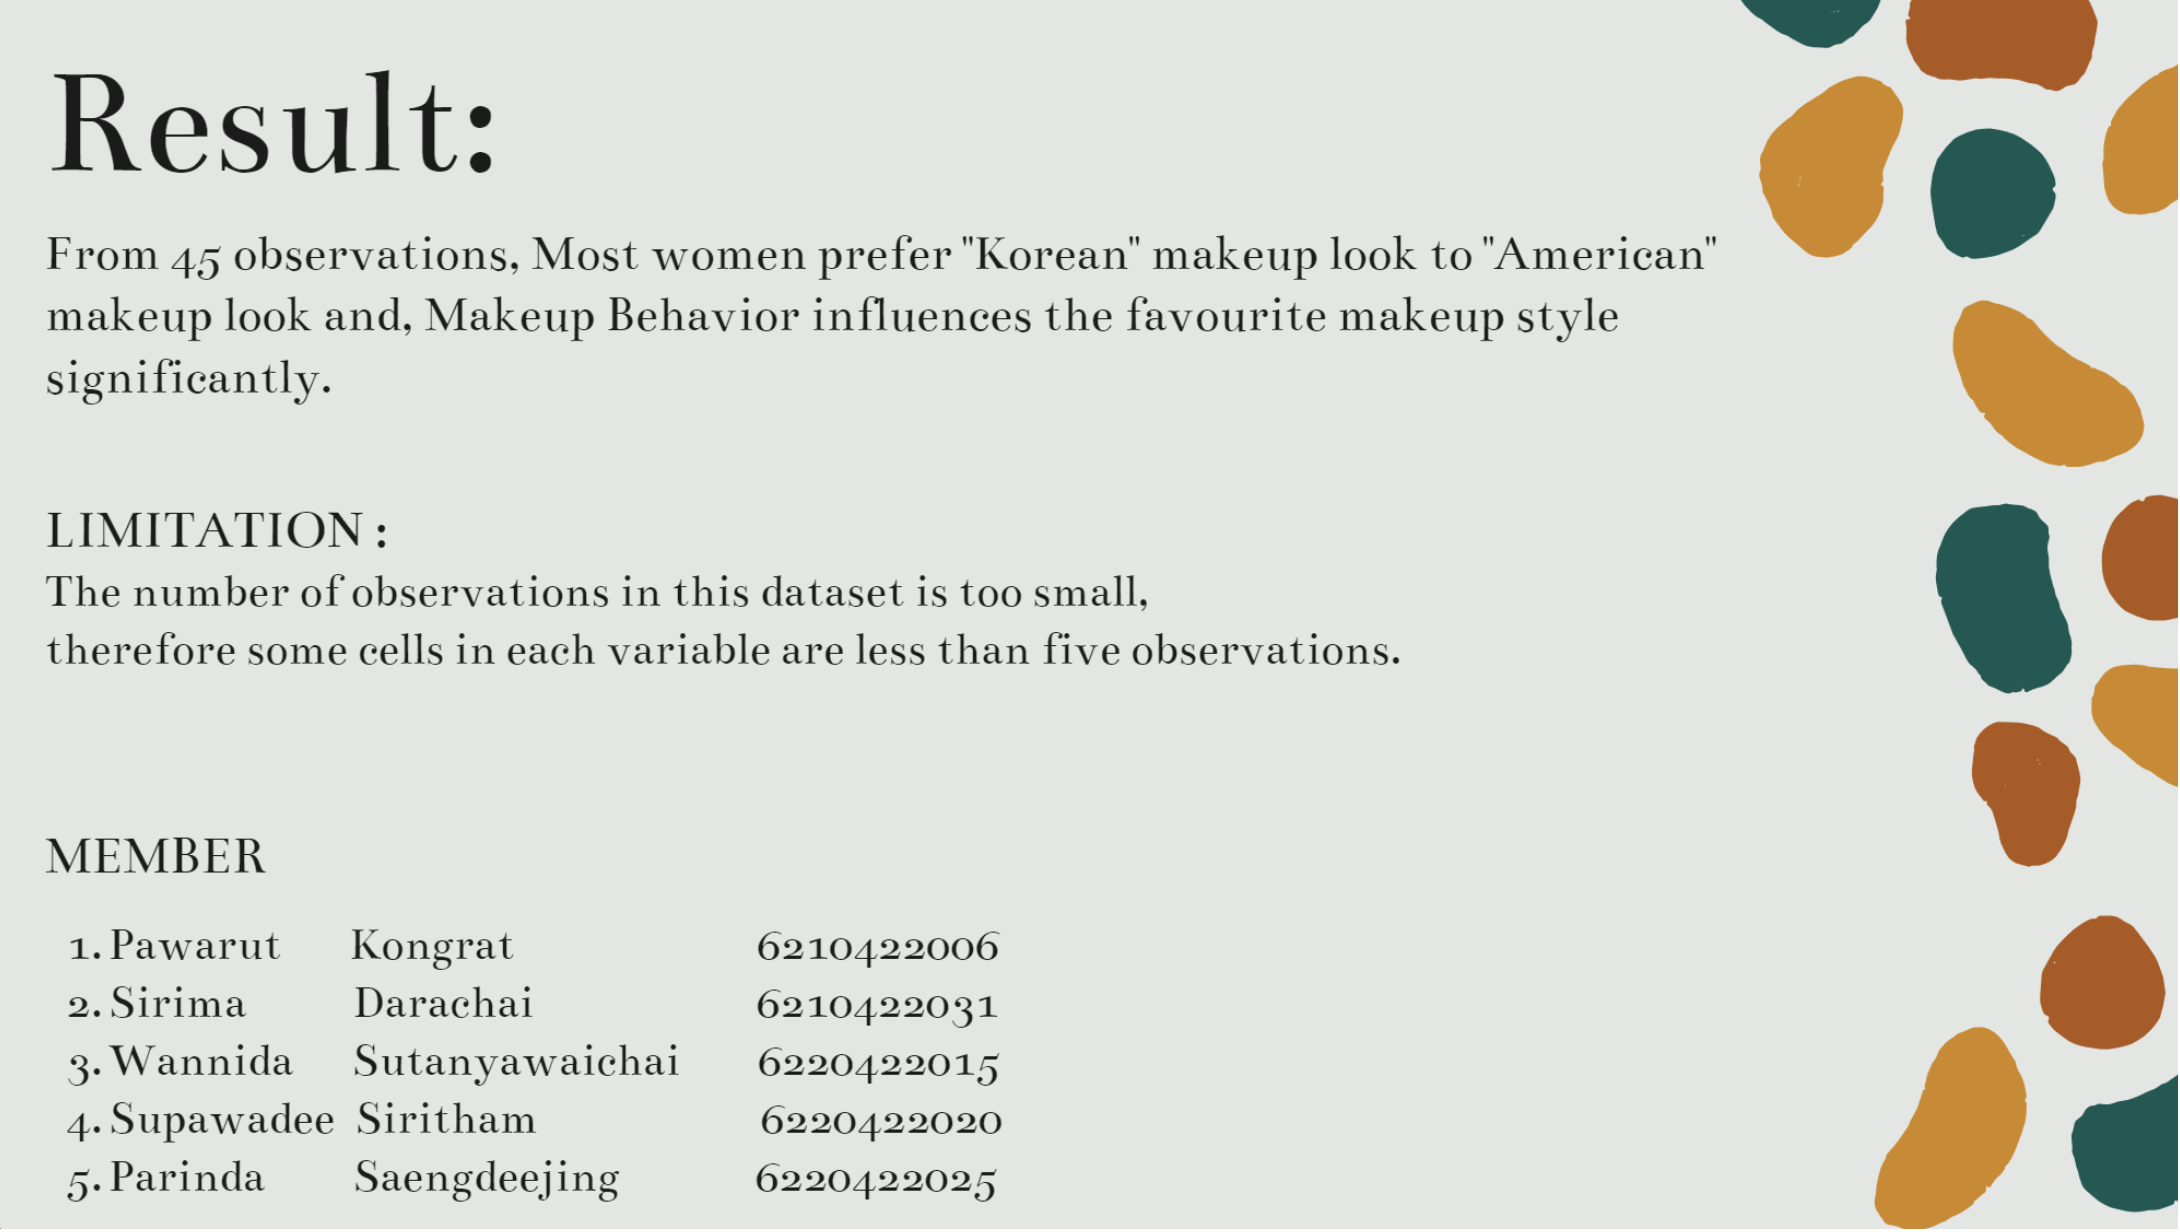 Result:
From 45 observations, Most women prefer "Korean" makeup look to "American"
makeup look and, Makeup Behavior influences the favourite makeup style
significantly.
LIMITATION :
The number of observations in this dataset is too small,
therefore some cells in each variable are less than five observations.
MEMBER
1. Pawarut Kongrat 6210422006
2. Sirima Darachai 6210422031
3. Wannida Sutanyawaichai 6220422015
4. Supawadee Siritham 6220422020
5. Parinda Saengdeejing 6220422025